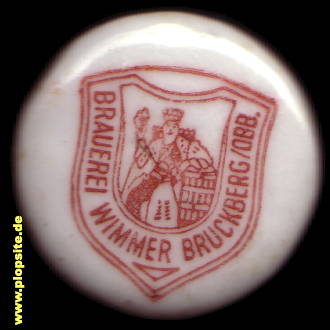 BRAUEREI WIMMER BRUCKBERG/OBB.
www.plopsite.de